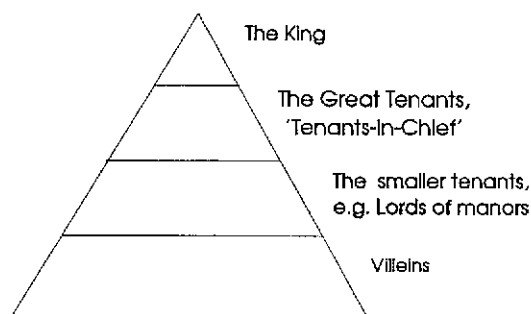 The King
The Great Tenants,
'Tenants-in-Chief'
The smaller tenants,
e.g. Lords of manors
Villeins